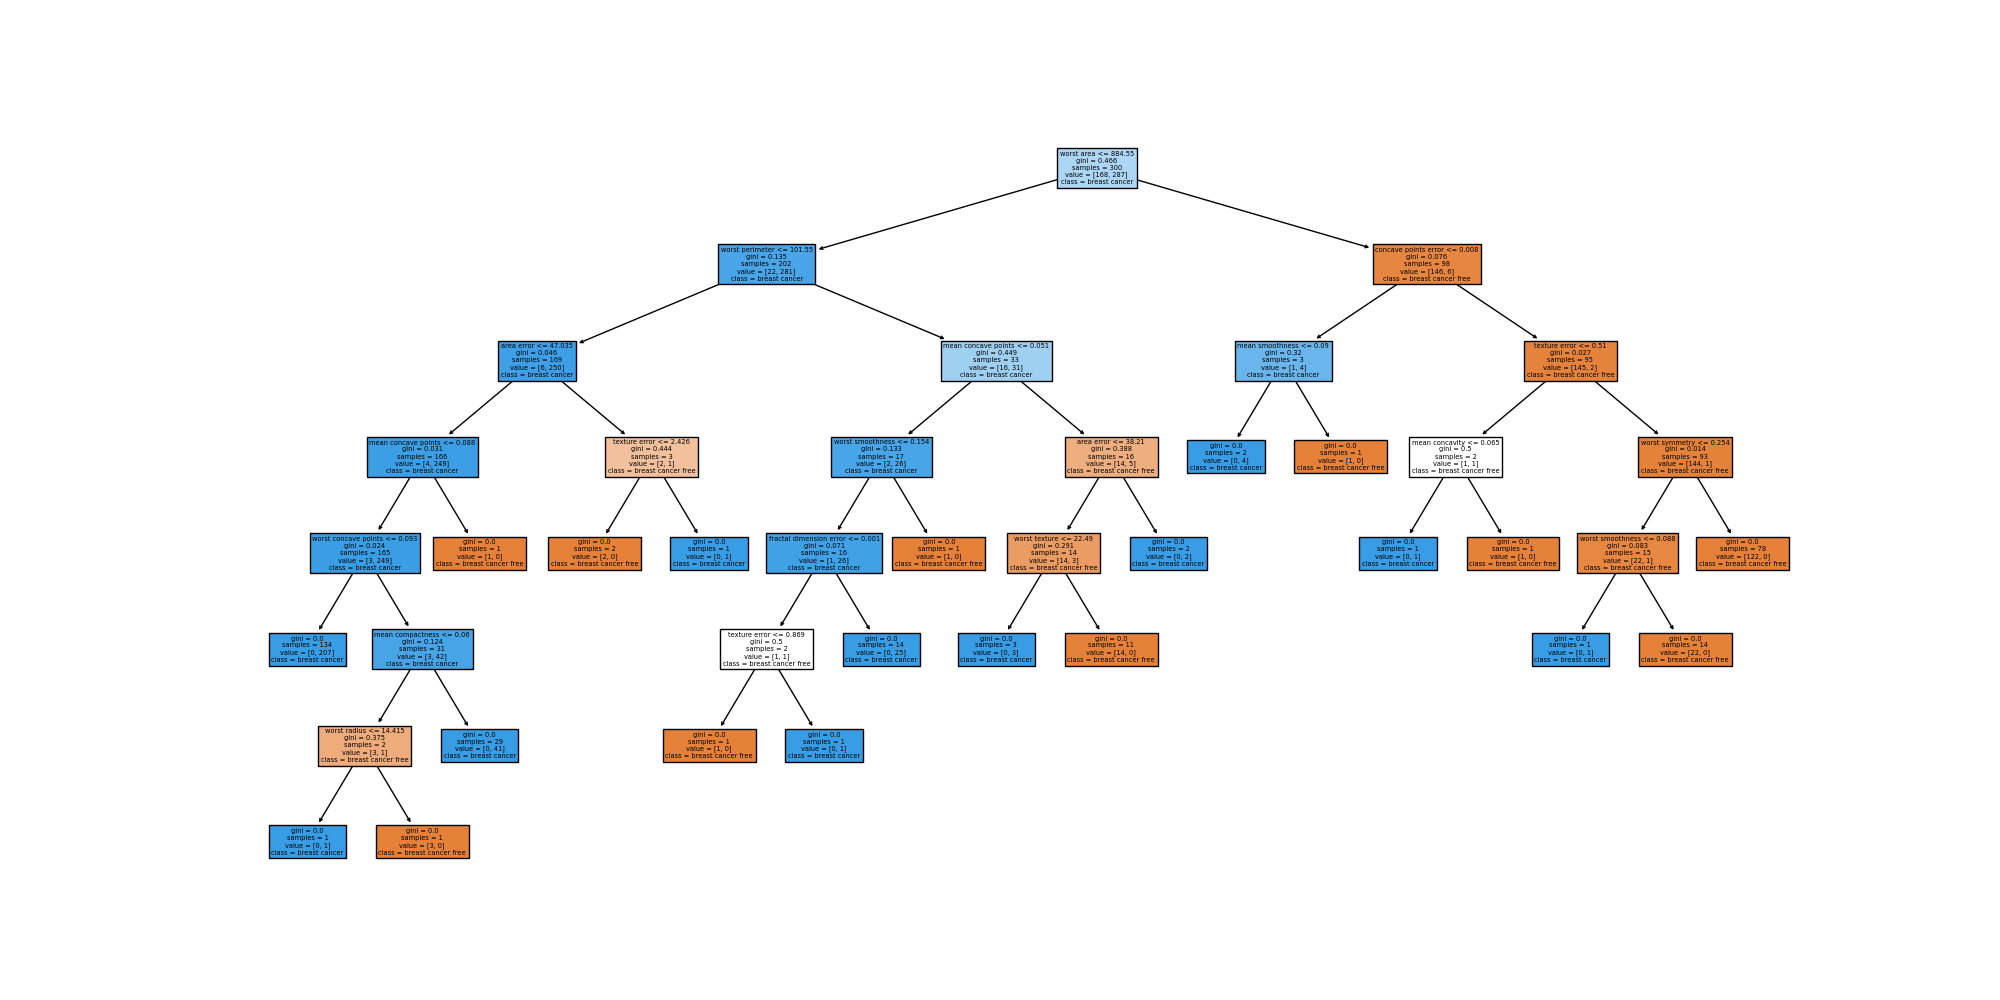 worst area <= 884.55
gini = 0.466
samples = 300
value = [168, 287]
class = breast cancer
worst perimeter <= 101.55
gini = 0.135
samples = 202
value = [22, 281]
class = breast cancer
concave points error <= 0.008
gini = 0.076
samples = 98
value = [146, 6]
class = breast cancer free
area error <= 47.035
gini = 0.046
samples = 169
value = [6, 250]
class = breast cancer
mean concave points <= 0.051
gini = 0.449
samples = 33
value = [16, 31]
class = breast cancer
mean smoothness <= 0.09
gini = 0.32
samples = 3
value = [1, 4]
class = breast cancer
texture error <= 0.51
gini = 0.027
samples = 95
value = [145, 2]
class = breast cancer free
mean concave points <= 0.088
gini = 0.031
samples = 166
value = [4, 249]
class = breast cancer
texture error <= 2.426
gini = 0.444
samples = 3
value = [2, 1]
class = breast cancer free
worst smoothness <= 0.154
gini = 0.133
samples = 17
value = [2, 26]
class = breast cancer
area error <= 38.21
gini = 0.388
samples = 16
value = [14, 5]
class = breast cancer free
gini = 0.0
samples = 2
value = [0, 4]
class = breast cancer
gini = 0.0
samples = 1
value = [1, 0]
class = breast cancer free
mean concavity <= 0.065
gini = 0.5
samples = 2
value = [1, 1]
class = breast cancer free
worst symmetry <= 0.254
gini = 0.014
samples = 93
value = [144, 1]
class = breast cancer free
worst concave points <= 0.093
gini = 0.024
samples = 165
value = [3, 249]
class = breast cancer
gini = 0.0
samples = 1
value = [1, 0]
class = breast cancer free
gini = 0.0
samples = 2
value = [2, 0]
class = breast cancer free
gini = 0.0
samples = 1
value = [0, 1]
class = breast cancer
fractal dimension error <= 0.001
gini = 0.071
samples = 16
value = [1, 26]
class = breast cancer
gini = 0.0
samples = 1
value = [1, 0]
class = breast cancer free
worst texture <= 22.49
gini = 0.291
samples = 14
value = [14, 3]
class = breast cancer free
gini = 0.0
samples = 2
value = [0, 2]
class = breast cancer
gini = 0.0
samples = 1
value = [0, 1]
class = breast cancer
gini = 0.0
samples = 1
value = [1, 0]
class = breast cancer free
worst smoothness <= 0.088
gini = 0.083
samples = 15
value = [22, 1]
class = breast cancer free
gini = 0.0
samples = 78
value = [122, 0]
class = breast cancer free
gini = 0.0
samples = 134
value = [0, 207]
class = breast cancer
mean compactness <= 0.06
gini = 0.124
samples = 31
value = [3, 42]
class = breast cancer
texture error <= 0.869
gini = 0.5
samples = 2
value = [1, 1]
class = breast cancer free
gini = 0.0
samples = 14
value = [0, 25]
class = breast cancer
gini = 0.0
samples = 3
value = [0, 3]
class = breast cancer
gini = 0.0
samples = 11
value = [14, 0]
class = breast cancer free
gini = 0.0
samples = 1
value = [0, 1]
class = breast cancer
gini = 0.0
samples = 14
value = [22, 0]
class = breast cancer free
worst radius <= 14.415
gini = 0.375
samples = 2
value = [3, 1]
class = breast cancer free
gini = 0.0
samples = 29
value = [0, 41]
class = breast cancer
gini = 0.0
samples = 1
value = [1, 0]
class = breast cancer free
gini = 0.0
samples = 1
value = [0, 1]
class = breast cancer
gini = 0.0
samples = 1
value = [0, 1]
class = breast cancer
gini = 0.0
samples = 1
value = [3, 0]
class = breast cancer free